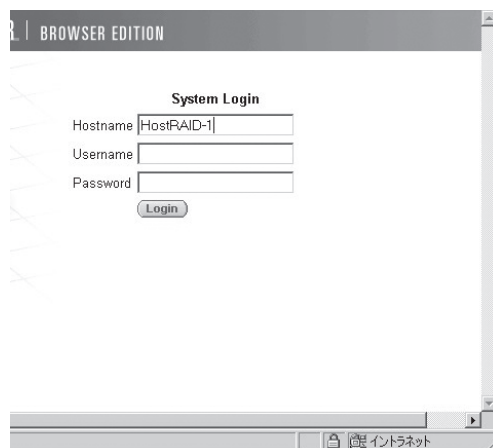 BROWSER EDITION
System Login
Hostname HostRAID-1
Username
Password
Login
イントラネット